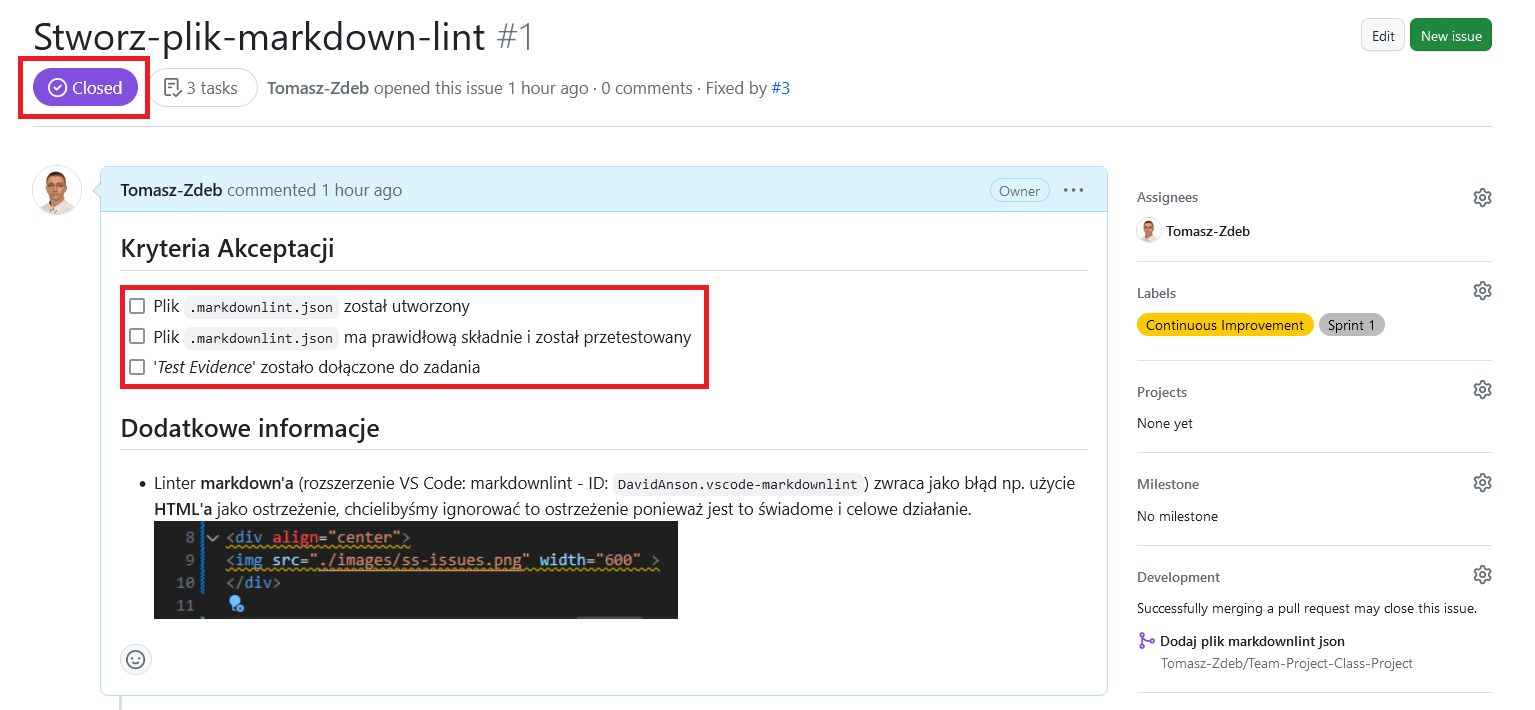 Stworz-plik-markdown-lint #1
Edit
New issue
Closed
3 tasks
Tomasz-Zdeb opened this issue 1 hour ago · 0 comments · Fixed by #3
Tomasz-Zdeb commented 1 hour ago
Owner
Kryteria Akceptacji
Plik .markdownlint.json został utworzony
Plik .markdownlint.json ma prawidłową składnie i został przetestowany
'Test Evidence' zostało dołączone do zadania
Dodatkowe informacje
Linter markdown'a (rozszerzenie VS Code: markdownlint - ID: DavidAnson.vscode-markdownlint) zwraca jako błąd np. użycie
HTML'a jako ostrzeżenie, chcielibyśmy ignorować to ostrzeżenie ponieważ jest to świadome i celowe działanie.
8 <div align="center">
9 <img src="./images/ss-issues.png" width="600" >
10 </div>
11
Assignees
Tomasz-Zdeb
Labels
Continuous Improvement
Sprint 1
Projects
None yet
Milestone
No milestone
Development
Successfully merging a pull request may close this issue.
Dodaj plik markdownlint json
Tomasz-Zdeb/Team-Project-Class-Project